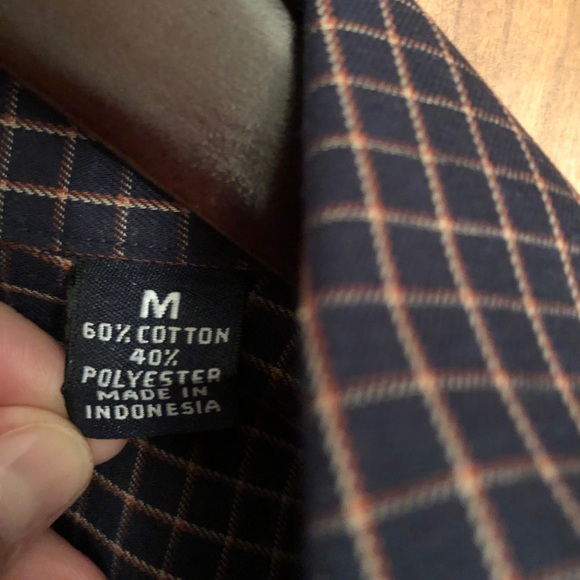 M
60% COTTON
40%
POLYESTER
MADE IN
INDONESIA